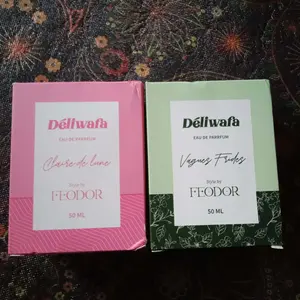 Déliwafa
EAU DE PARFUM
Claire de lune
Style by
FEODOR
50 ML
Déliwafa
EAU DE PARFUM
Vagues Frudes
Style by
FEODOR
50 ML